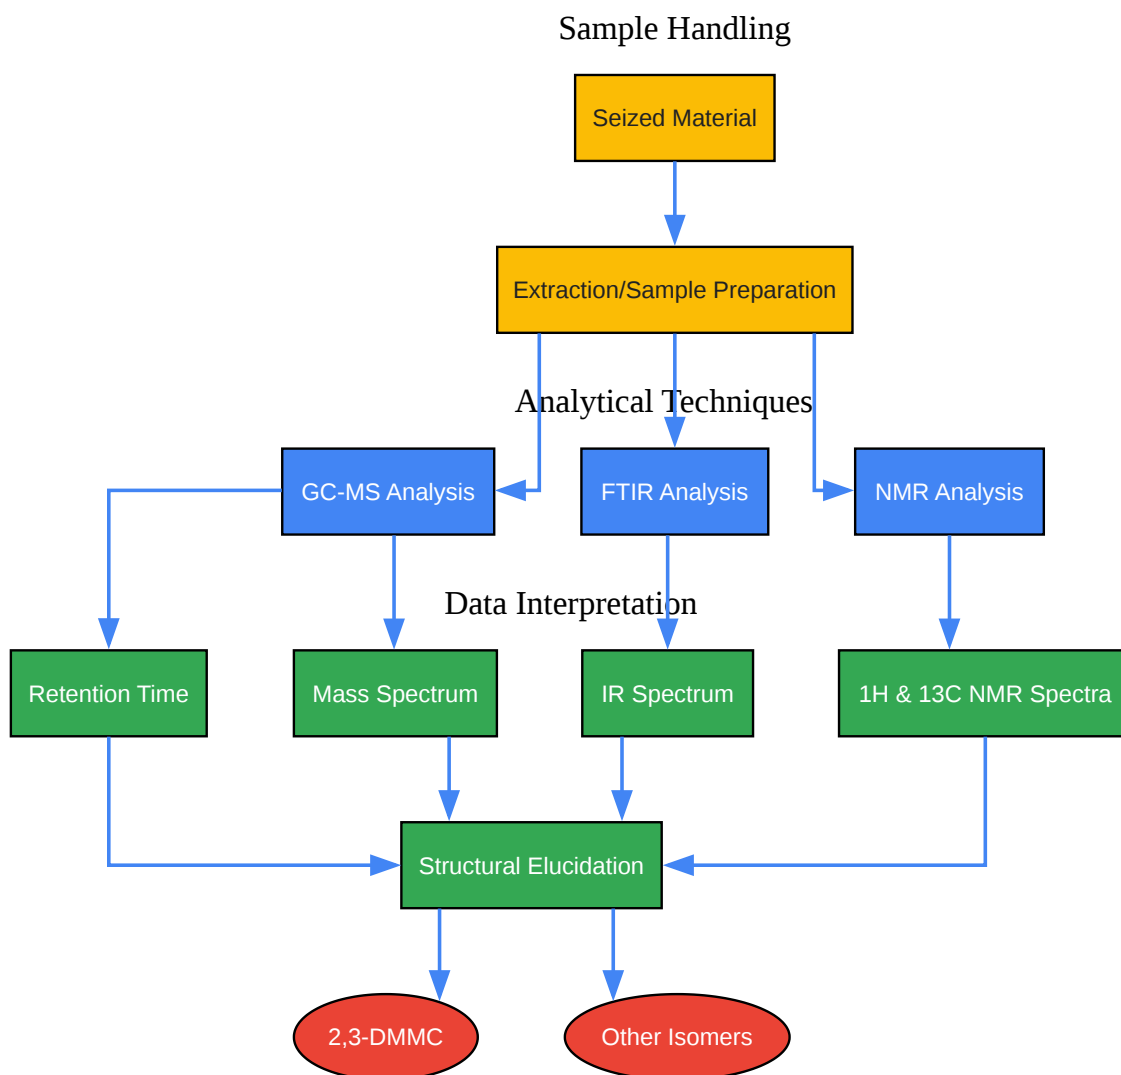 Sample Handling
Seized Material
Extraction/Sample Preparation
Analytical Techniques
GC-MS Analysis
FTIR Analysis
NMR Analysis
Data Interpretation
Retention Time
Mass Spectrum
IR Spectrum
1H & 13C NMR Spectra
Structural Elucidation
2,3-DMMC
Other Isomers